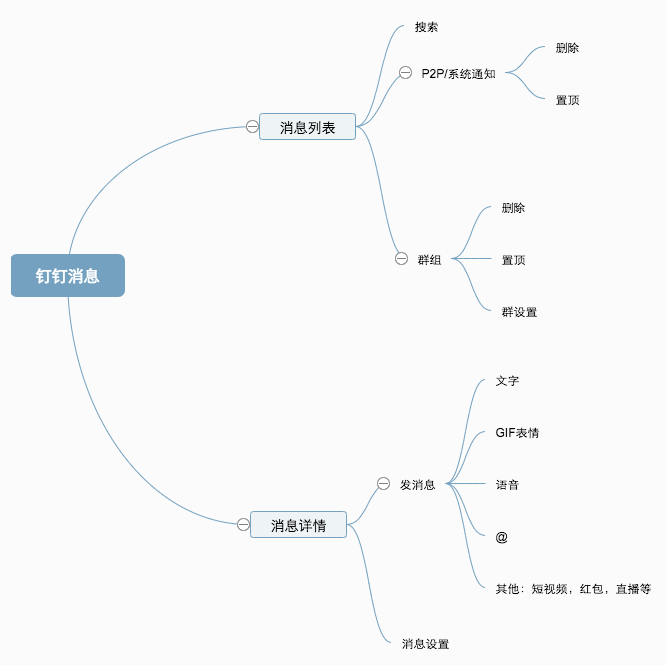 钉钉消息
消息列表
搜索
P2P/系统通知
删除
置顶
群组
删除
置顶
群设置
消息详情
发消息
文字
GIF表情
语音
@
其他：短视频，红包，直播等
消息设置